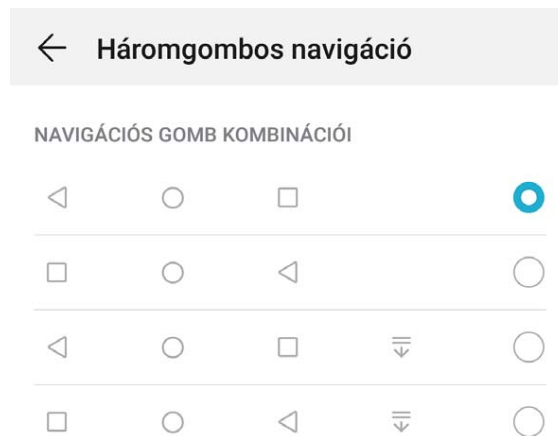 Háromgombos navigáció
NAVIGÁCIÓS GOMB KOMBINÁCIÓI